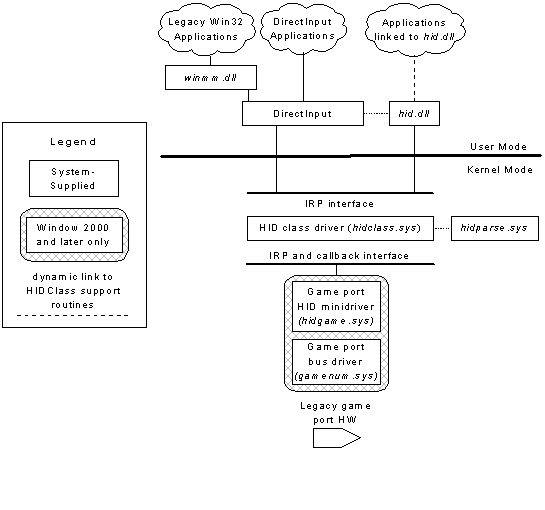 Legacy Win32
Applications
DirectInput
Applications
Applications
linked to hid.dll
winmm.dll
DirectInput
hid.dll
Legend
System-
Supplied
Window 2000
and later only
dynamic link to
HIDClass support
routines
User Mode
Kernel Mode
IRP interface
HID class driver (hidclass.sys)
hidparse.sys
IRP and callback interface
Game port
HID minidriver
(hidgame.sys)
Game port
bus driver
(gamenum.sys)
Legacy game
port HW